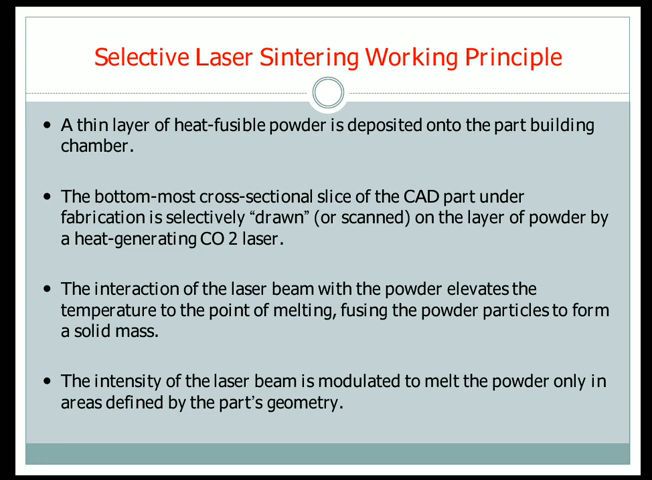 Selective Laser Sintering Working Principle
• A thin layer of heat-fusible powder is deposited onto the part building
chamber.
• The bottom-most cross-sectional slice of the CAD part under
fabrication is selectively “drawn” (or scanned) on the layer of powder by
a heat-generating CO 2 laser.
• The interaction of the laser beam with the powder elevates the
temperature to the point of melting, fusing the powder particles to form
a solid mass.
• The intensity of the laser beam is modulated to melt the powder only in
areas defined by the part’s geometry.